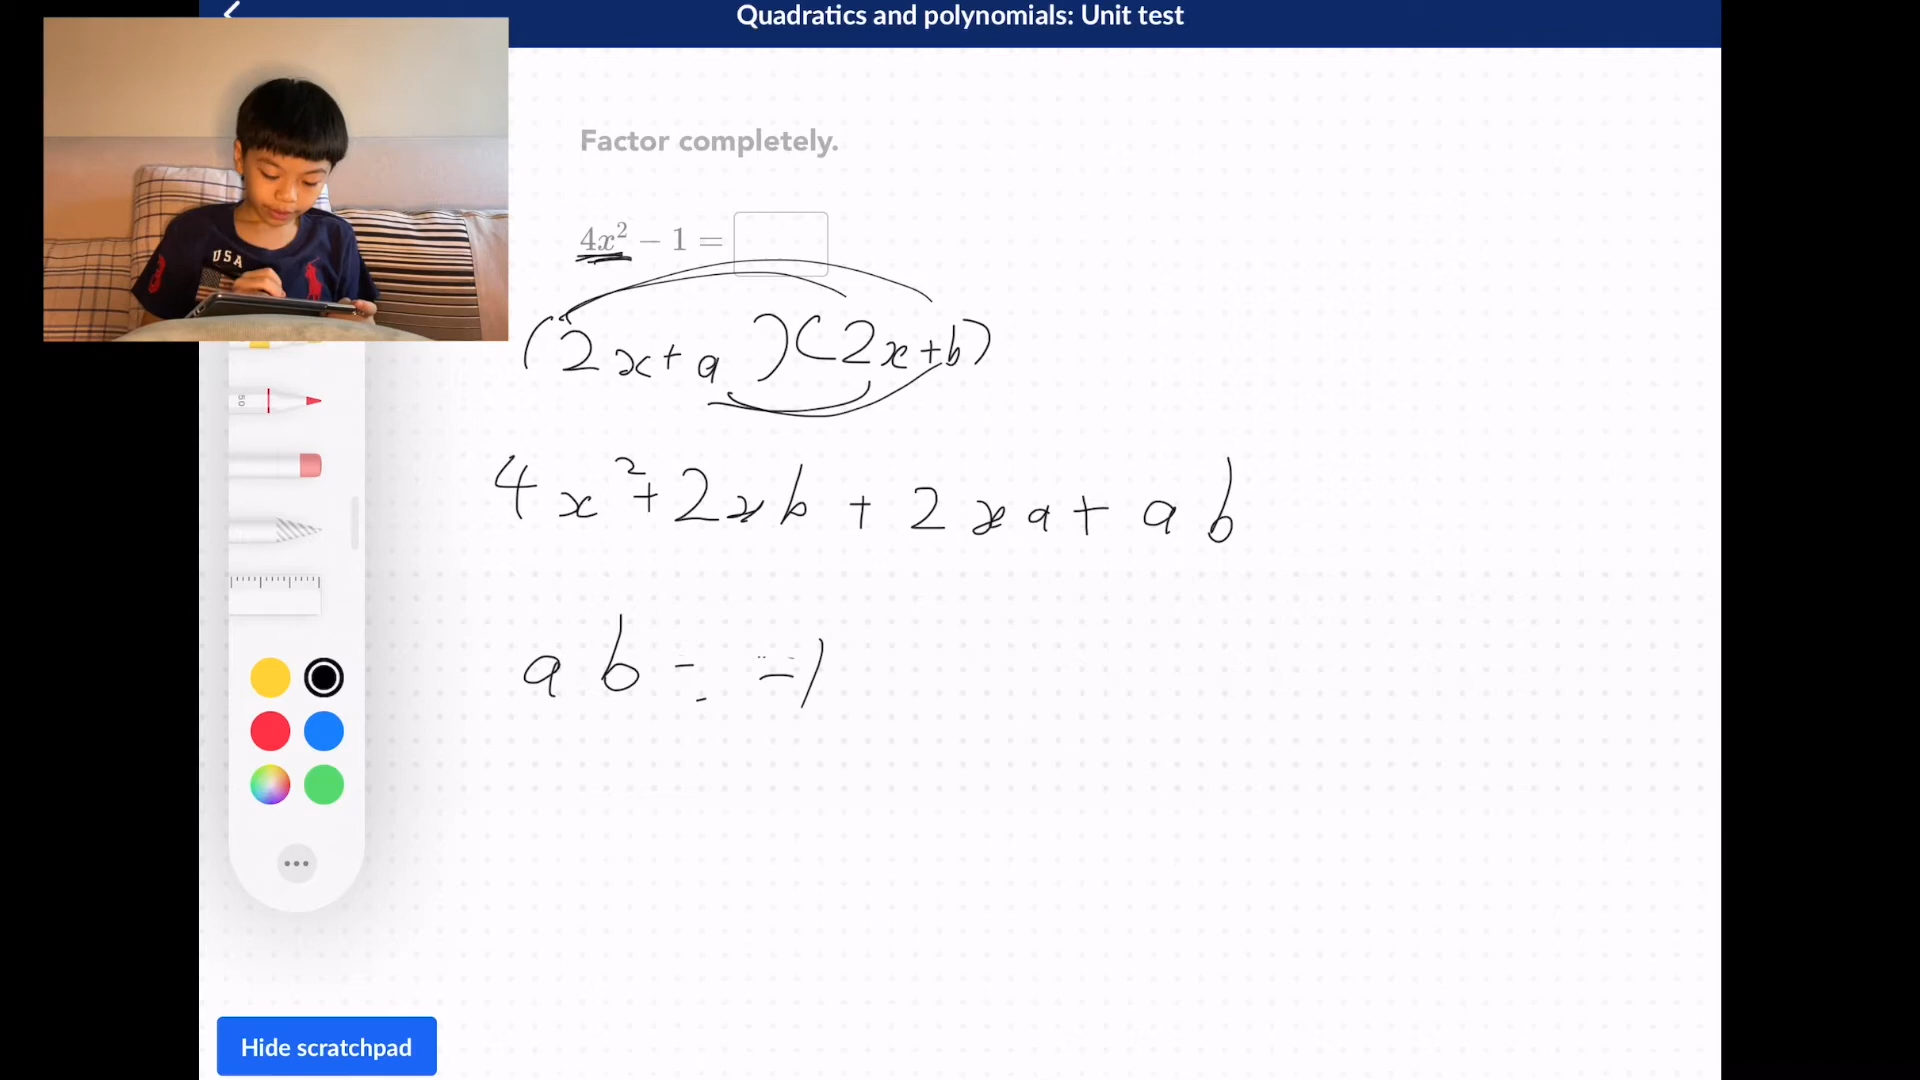 Quadratics and polynomials: Unit test
Factor completely.
4x² − 1 =
USA
(2x+a)(2x+b)
50
4x²+2xb + 2xa+ ab
ab = -1
Hide scratchpad